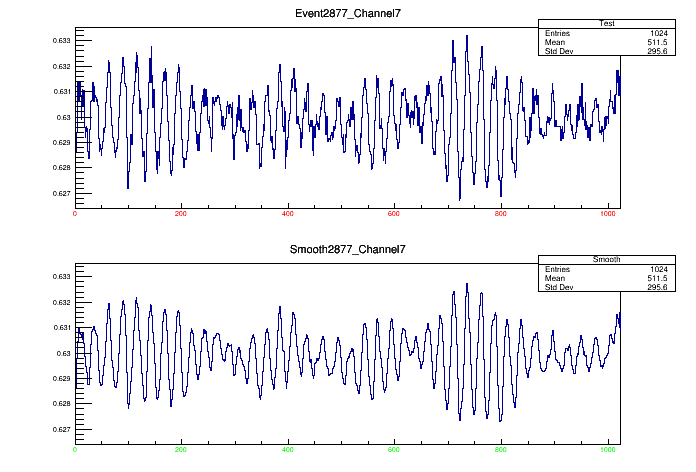 Event2877_Channel7
Test
Entries 1024
Mean 511.5
Std Dev 295.6
0.633
0.632
0.631
0.63
0.629
0.628
0.627
0 200 400 600 800 1000
Smooth2877_Channel7
Smooth
Entries 1024
Mean 511.5
Std Dev 295.6
0.633
0.632
0.631
0.63
0.629
0.628
0.627
0 200 400 600 800 1000